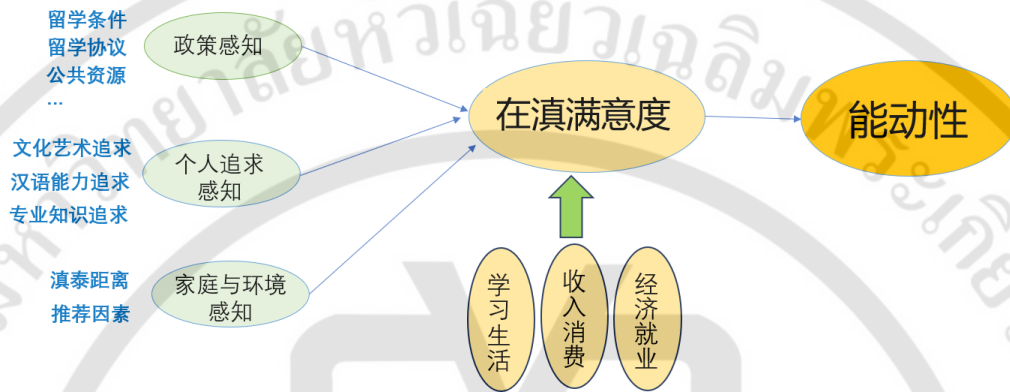 留学条件
留学协议
公共资源
...
政策感知
文化艺术追求
汉语能力追求
专业知识追求
个人追求
感知
滇泰距离
推荐因素
家庭与环境
感知
在滇满意度
能动性
学习生活
收入消费
经济就业